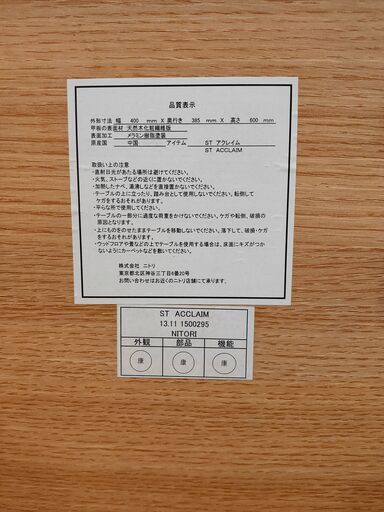 品質表示
外形寸法 幅 400 mm X 奥行き 385 mm X 高さ 600 mm
甲板の表面材 天然木化粧繊維板
表面加工 メラミン樹脂塗装
原産国 中国 アイテム ST アクレイム
ST ACCLAIM
取扱い上の注意
・直射日光があたる場所は避けてください。
・火気、ストーブなどの近くに置かないでください。
・加熱したナベ、湯沸しなどを直接置かないでください。
・テーブルの上に立ったり、踏み台として使用しないでください。転倒して
ケガをするおそれがあります。
・平らな所で使用してください。
・テーブルの一部分に過度な荷重をかけないでください。ケガや転倒、破損の
原因となります。
・上にものをのせたままテーブルを移動しないでください。落下して、破損・ケガ
をするおそれがあります。
・ウッドフロアや畳などの上でテーブルを使用する場合は、床面にキズがつか
ないようにカーペットなどを敷いてください。
株式会社 ニトリ
東京都北区神谷三丁目6番20号
お問い合わせはお近くのニトリ店舗にて承ります。
ST ACCLAIM
13.11 1500295
NITORI
外観 部品 機能
康 康 康